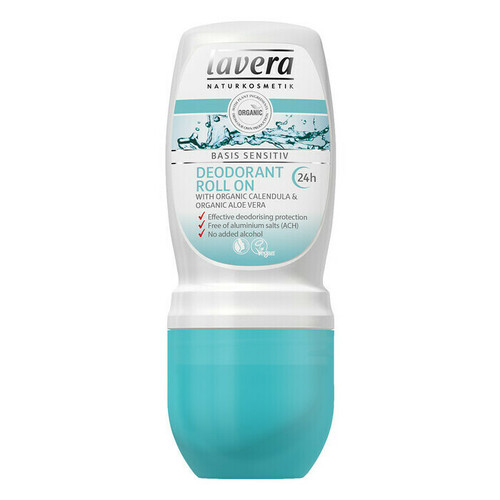 lavera
NATURKOSMETIK
ORGANIC
BASIS SENSITIV
DEODORANT
ROLL ON
24h
WITH ORGANIC CALENDULA &
ORGANIC ALOE VERA
Effective deodorising protection
Free of aluminium salts (ACH)
No added alcohol
vegan